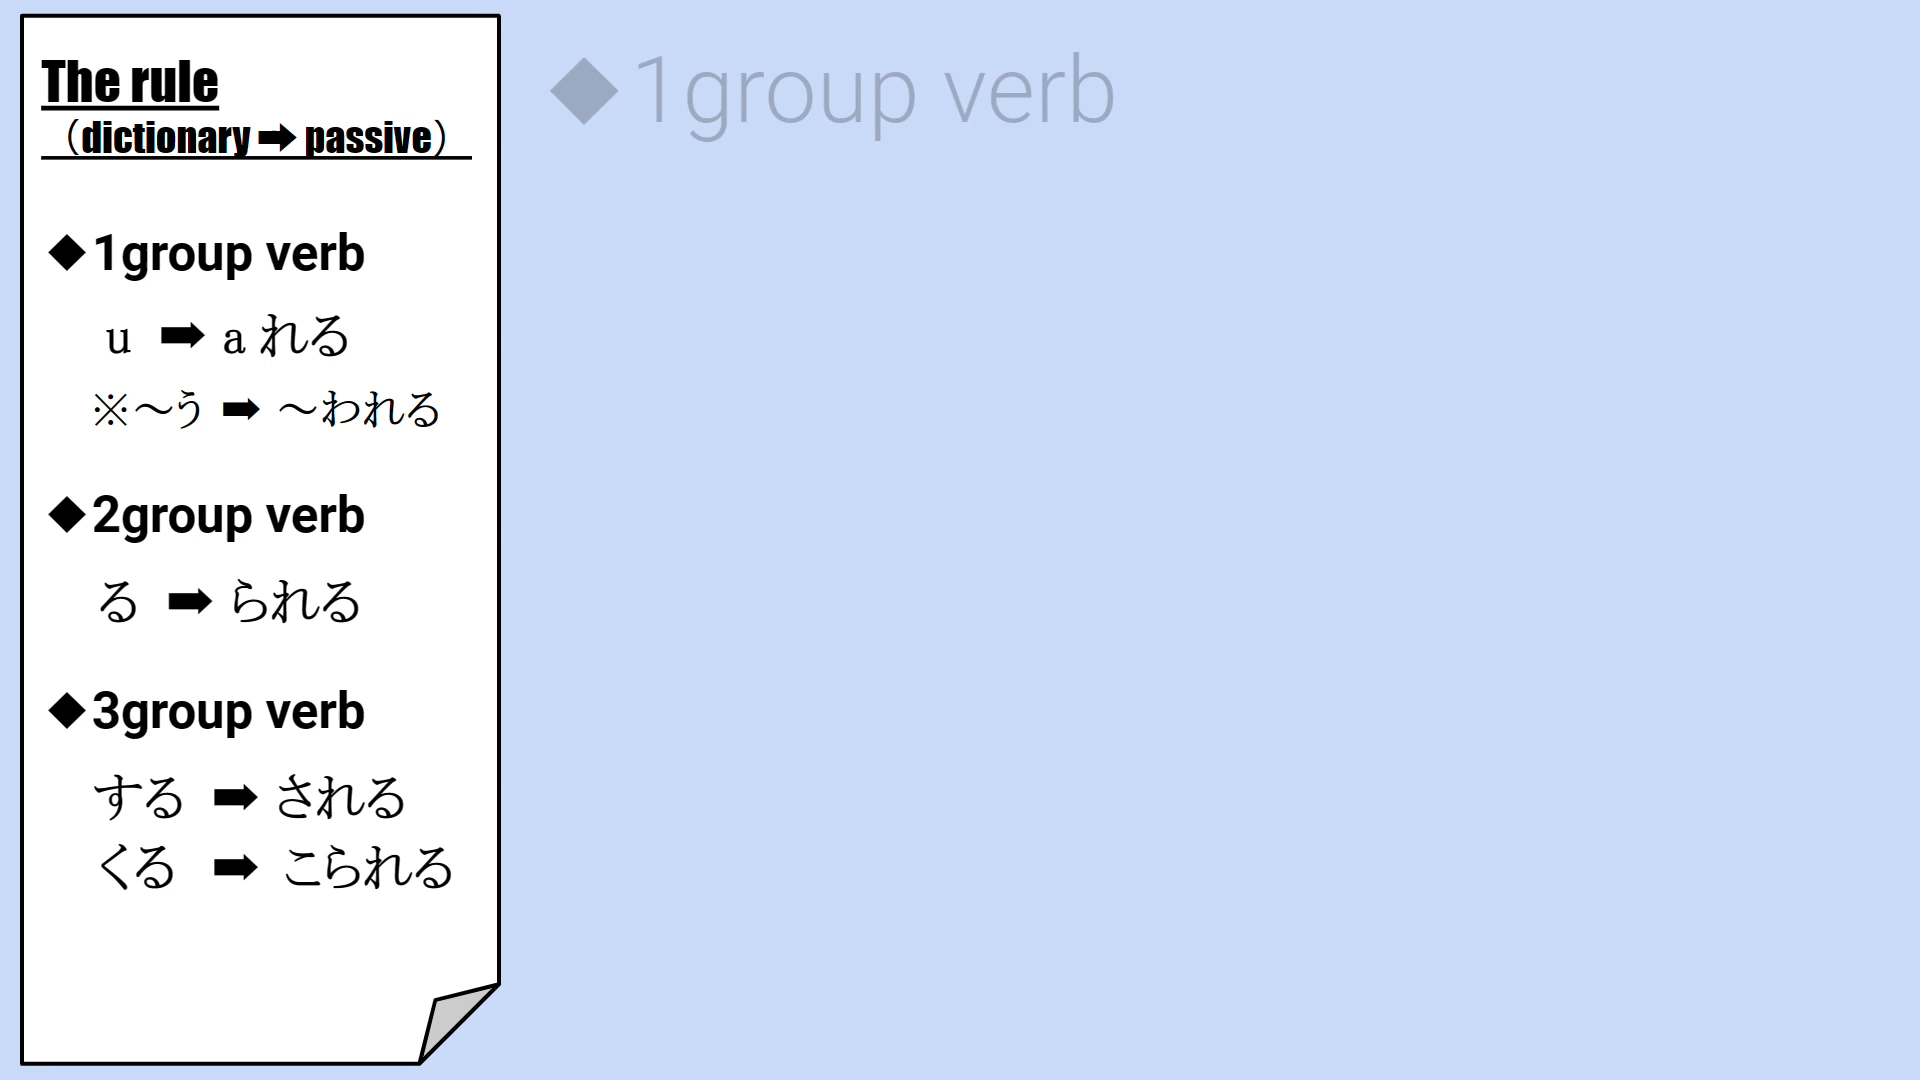 The rule
（dictionary ➡ passive）
◆1group verb
u ➡ a れる
※～う ➡ ～われる
◆2group verb
る ➡ られる
◆3group verb
する ➡ される
くる ➡ こられる
◆1group verb